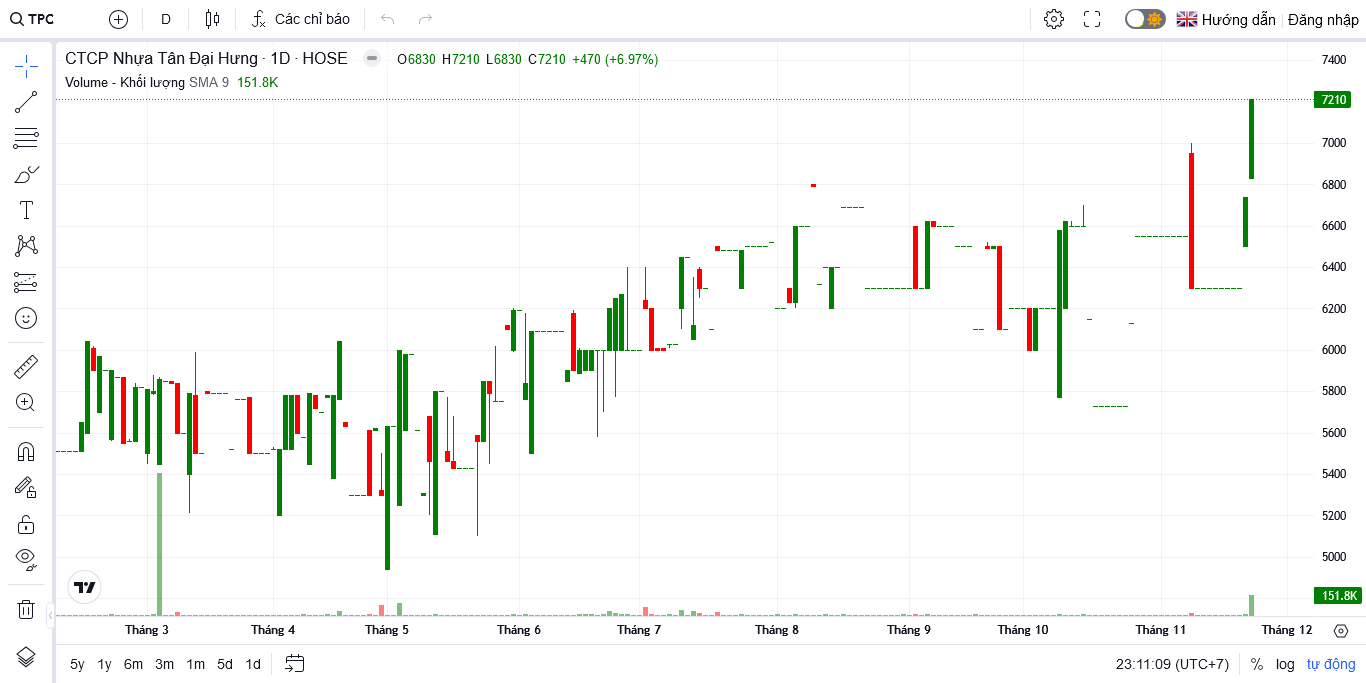 TPC D Các chỉ báo Hướng dẫn Đăng nhập
CTCP Nhựa Tân Đại Hưng · 1D · HOSE O6830 H7210 L6830 C7210 +470 (+6.97%)
Volume - Khối lượng SMA 9 151.8K
7400
7210
7000
6800
6600
6400
6200
6000
5800
5600
5400
5200
5000
151.8K
Tháng 3 Tháng 4 Tháng 5 Tháng 6 Tháng 7 Tháng 8 Tháng 9 Tháng 10 Tháng 11 Tháng 12
5y 1y 6m 3m 1m 5d 1d 23:11:09 (UTC+7) % log tự động